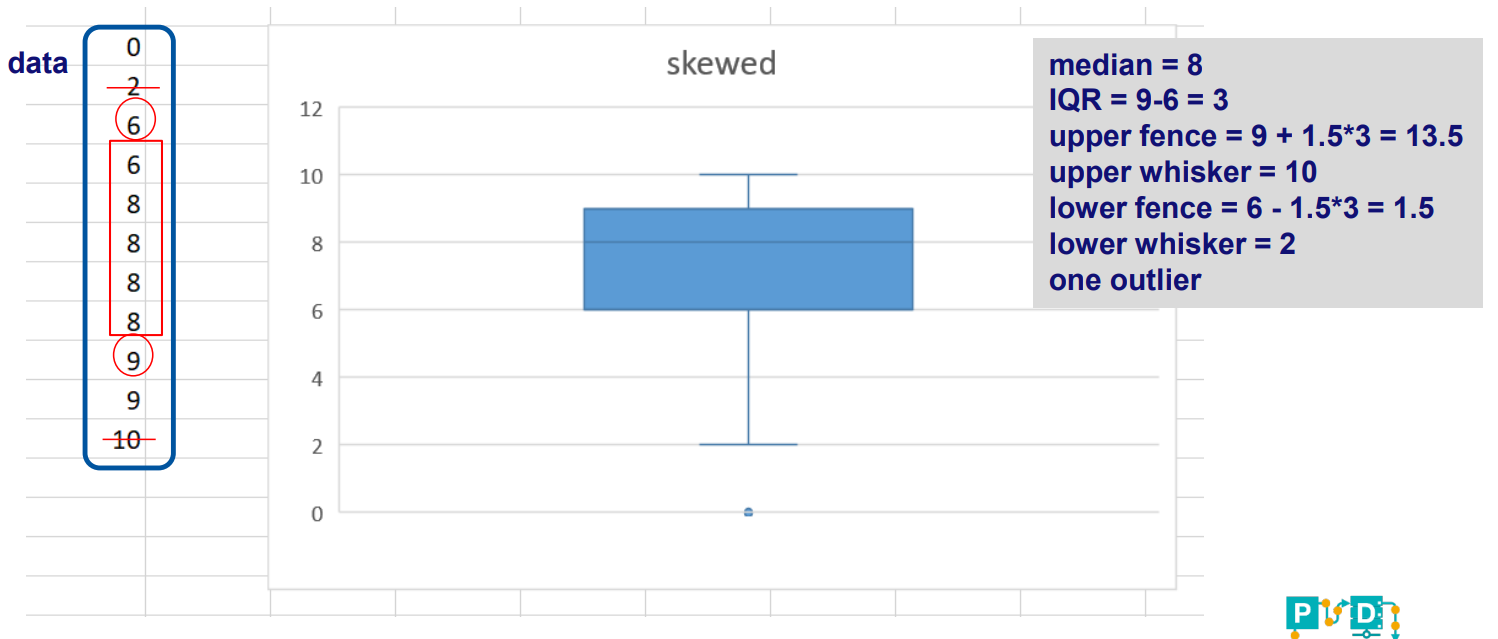 data
0
2
6
6
8
8
8
8
9
9
10
skewed
12
10
8
6
4
2
0
median = 8
IQR = 9-6 = 3
upper fence = 9 + 1.5*3 = 13.5
upper whisker = 10
lower fence = 6 - 1.5*3 = 1.5
lower whisker = 2
one outlier
P D